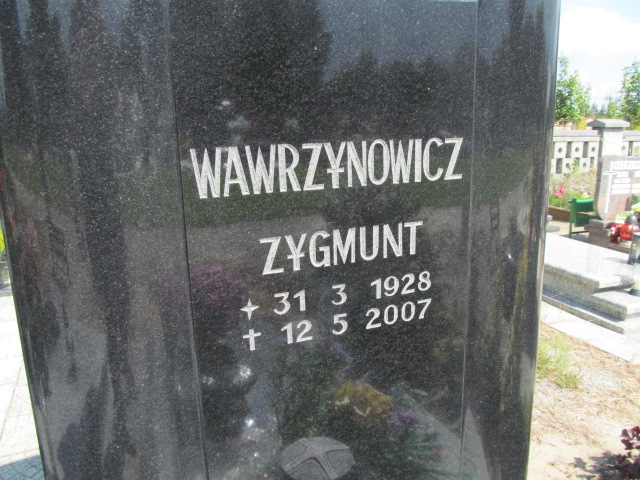 WAWRZYNOWICZ
ZYGMUNT
+ 31 3 1928
+ 12 5 2007